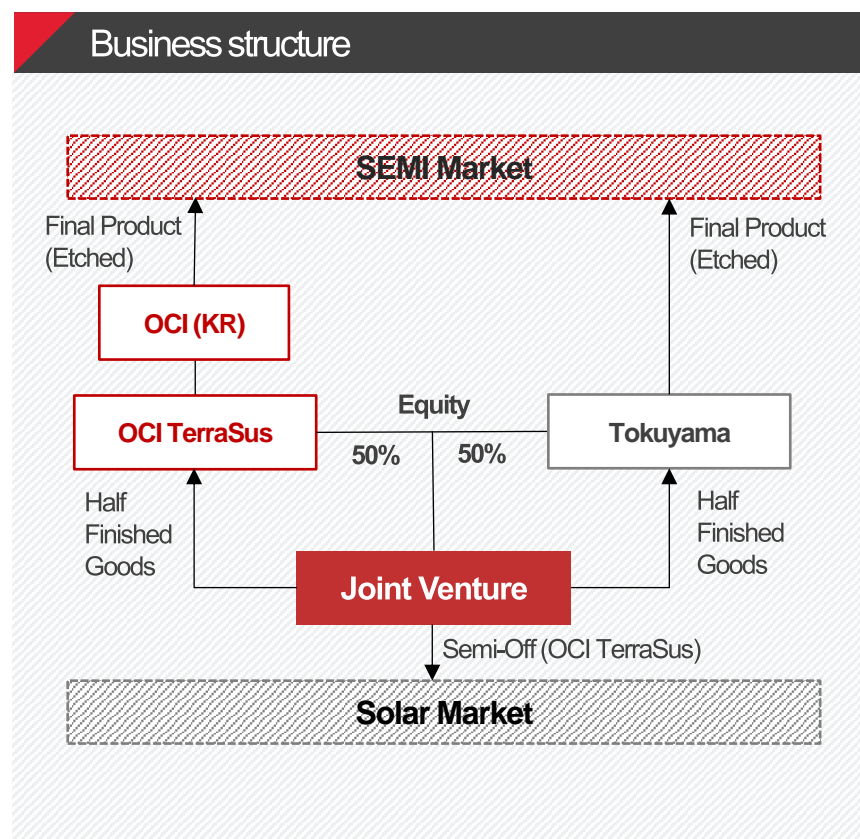 Business structure
SEMI Market
Final Product
(Etched)
Final Product
(Etched)
OCI (KR)
OCI TerraSus
Equity
50%
50%
Tokuyama
Half
Finished
Goods
Half
Finished
Goods
Joint Venture
Semi-Off (OCI TerraSus)
Solar Market